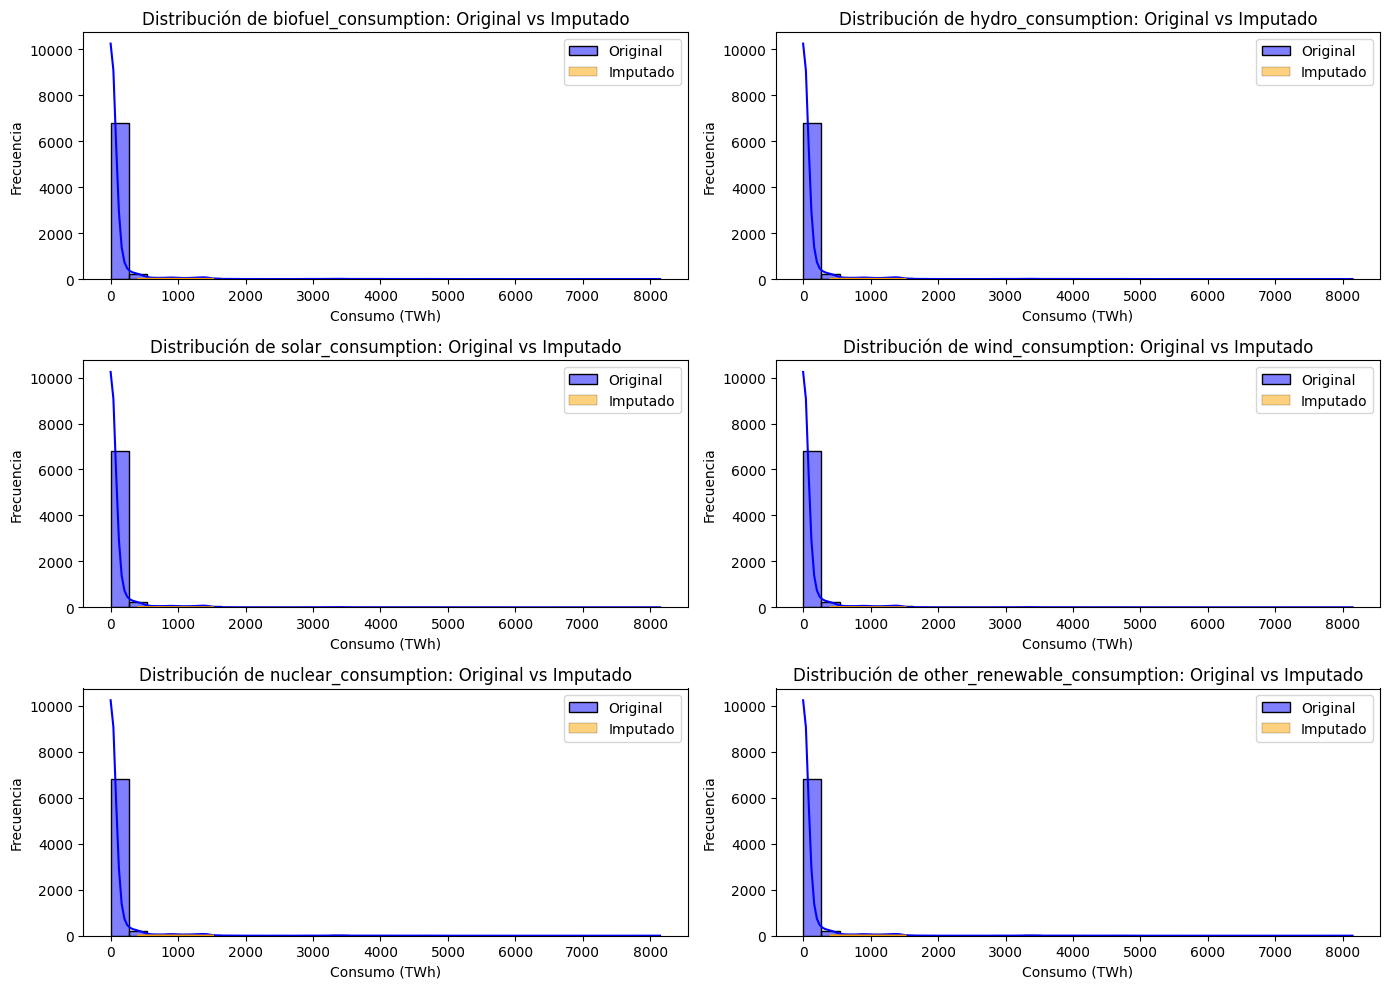 Distribución de biofuel_consumption: Original vs Imputado
Original
Imputado
Frecuencia
10000
8000
6000
4000
2000
0
0 1000 2000 3000 4000 5000 6000 7000 8000
Consumo (TWh)
Distribución de hydro_consumption: Original vs Imputado
Original
Imputado
Frecuencia
10000
8000
6000
4000
2000
0
0 1000 2000 3000 4000 5000 6000 7000 8000
Consumo (TWh)
Distribución de solar_consumption: Original vs Imputado
Original
Imputado
Frecuencia
10000
8000
6000
4000
2000
0
0 1000 2000 3000 4000 5000 6000 7000 8000
Consumo (TWh)
Distribución de wind_consumption: Original vs Imputado
Original
Imputado
Frecuencia
10000
8000
6000
4000
2000
0
0 1000 2000 3000 4000 5000 6000 7000 8000
Consumo (TWh)
Distribución de nuclear_consumption: Original vs Imputado
Original
Imputado
Frecuencia
10000
8000
6000
4000
2000
0
0 1000 2000 3000 4000 5000 6000 7000 8000
Consumo (TWh)
Distribución de other_renewable_consumption: Original vs Imputado
Original
Imputado
Frecuencia
10000
8000
6000
4000
2000
0
0 1000 2000 3000 4000 5000 6000 7000 8000
Consumo (TWh)